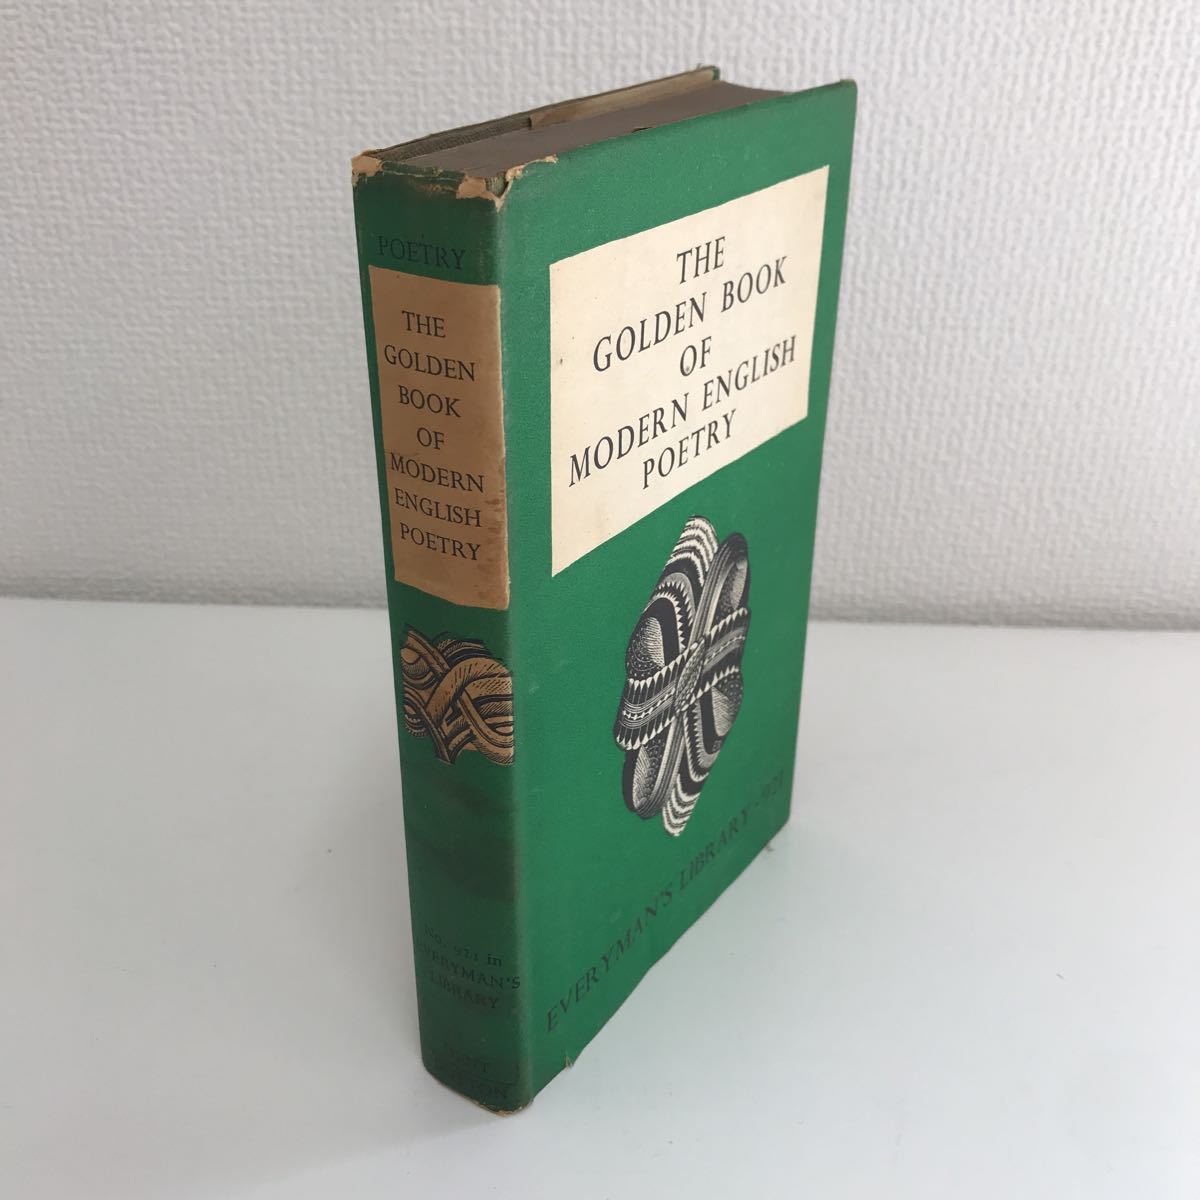 POETRY
THE
GOLDEN
BOOK
OF
MODERN
ENGLISH
POETRY
No. 921 in
EVERYMAN'S
LIBRARY
THE
GOLDEN BOOK
OF
MODERN ENGLISH
POETRY
EVERYMAN'S LIBRARY · 921